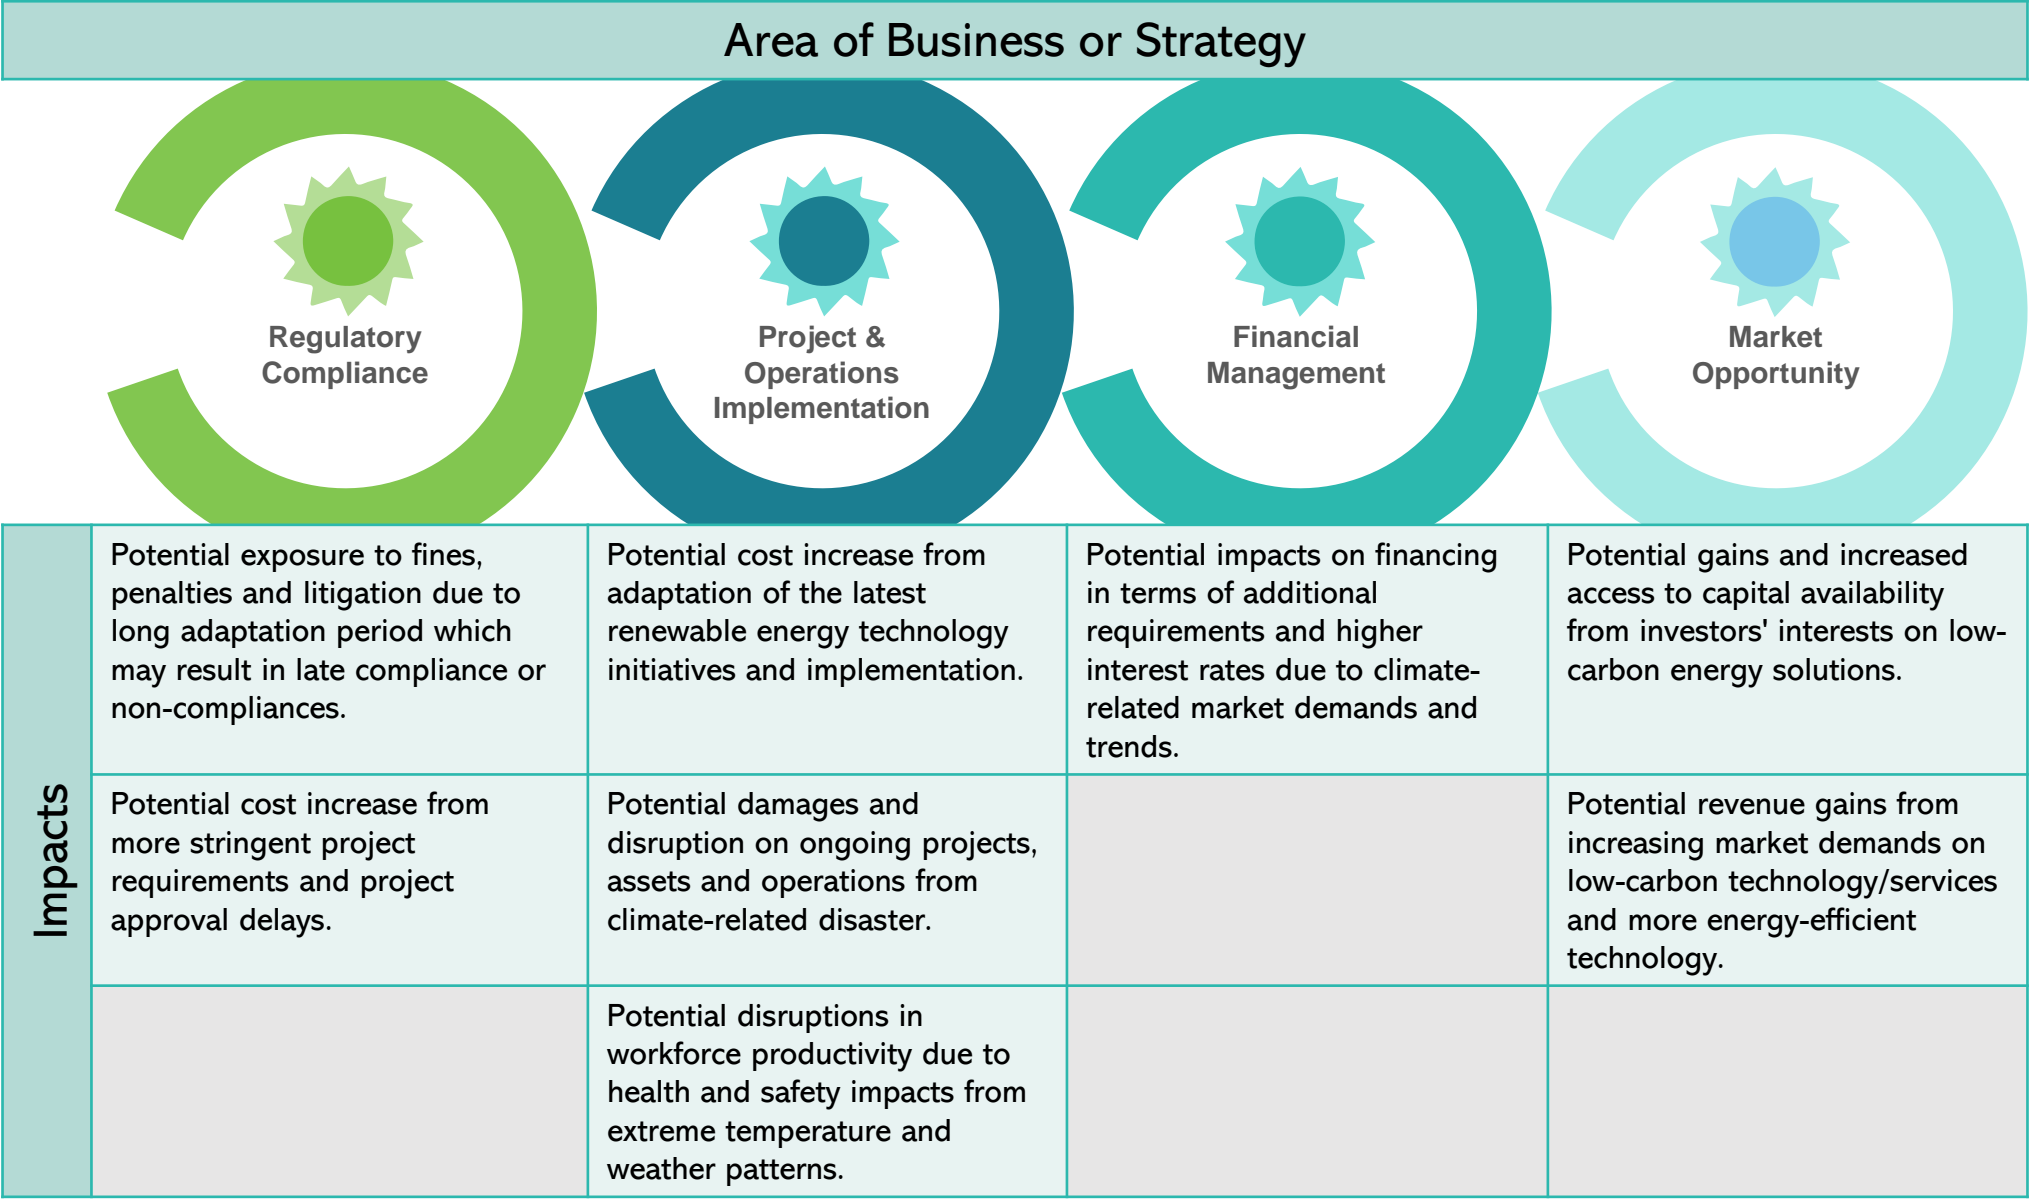 Area of Business or Strategy
Regulatory
Compliance
Project &
Operations
Implementation
Financial
Management
Market
Opportunity
Impacts
Potential exposure to fines,
penalties and litigation due to
long adaptation period which
may result in late compliance or
non-compliances.
Potential cost increase from
adaptation of the latest
renewable energy technology
initiatives and implementation.
Potential impacts on financing
in terms of additional
requirements and higher
interest rates due to climate-
related market demands and
trends.
Potential gains and increased
access to capital availability
from investors' interests on low-
carbon energy solutions.
Potential cost increase from
more stringent project
requirements and project
approval delays.
Potential damages and
disruption on ongoing projects,
assets and operations from
climate-related disaster.
Potential revenue gains from
increasing market demands on
low-carbon technology/services
and more energy-efficient
technology.
Potential disruptions in
workforce productivity due to
health and safety impacts from
extreme temperature and
weather patterns.